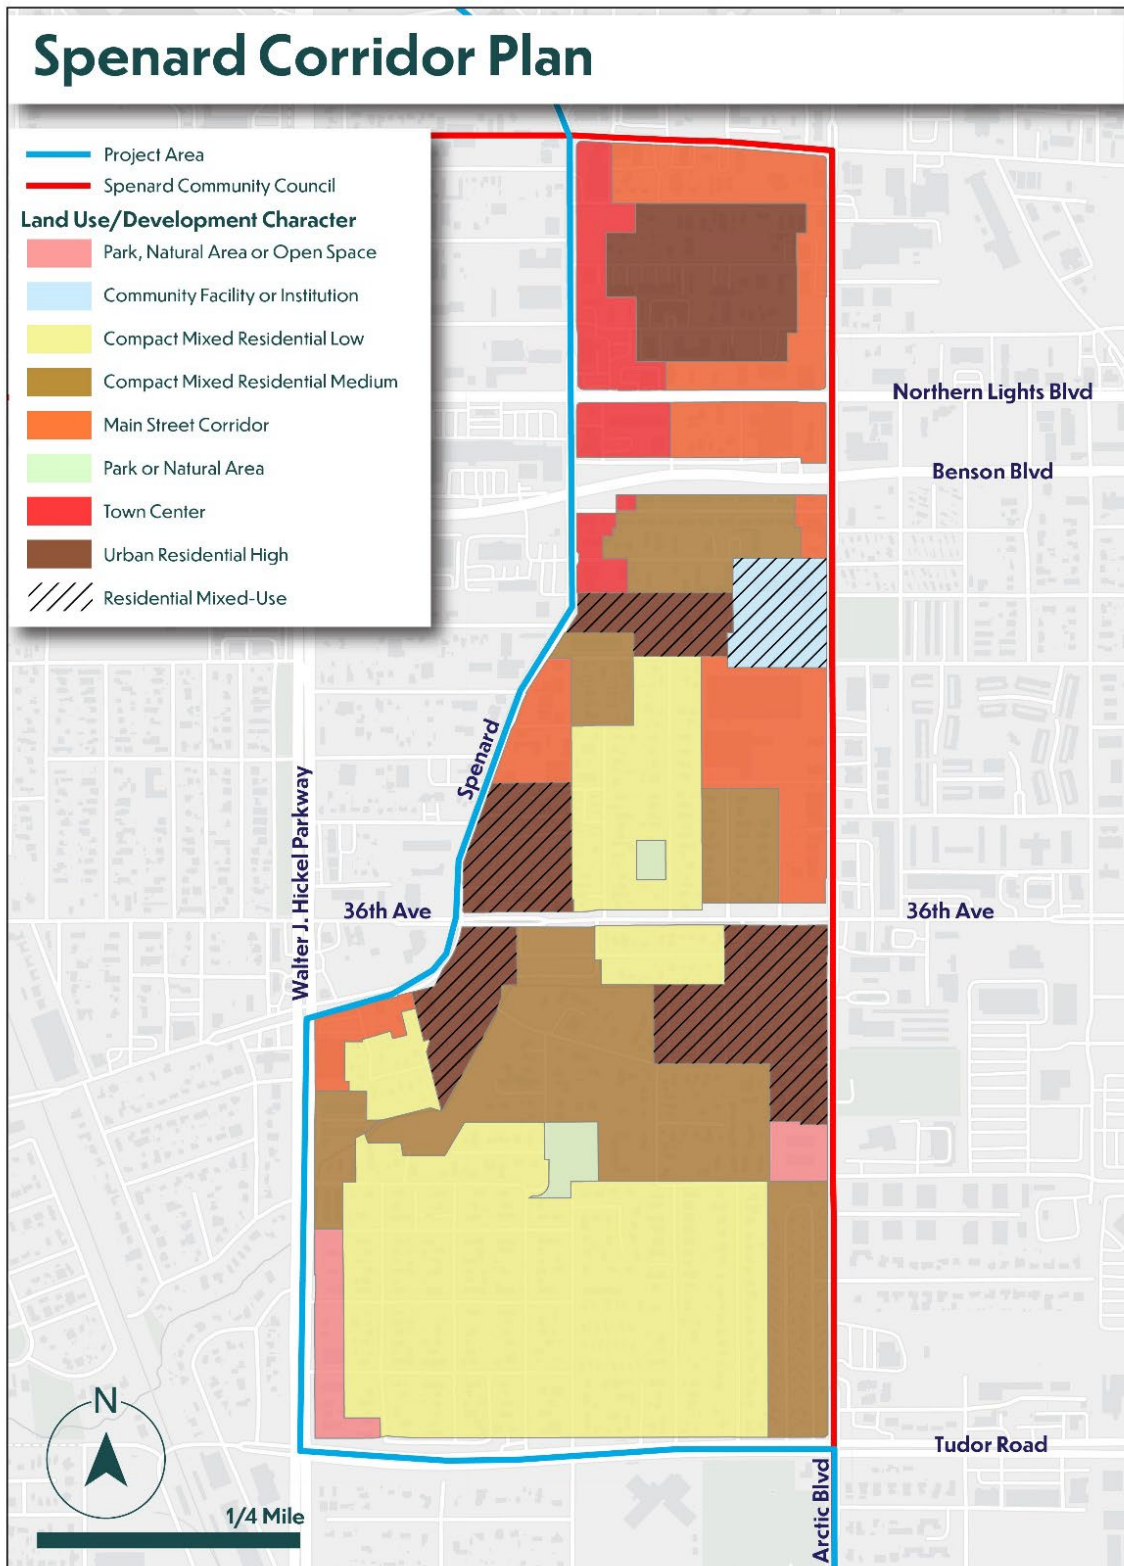 Spenard Corridor Plan
Project Area
Spenard Community Council
Land Use/Development Character
Park, Natural Area or Open Space
Community Facility or Institution
Compact Mixed Residential Low
Compact Mixed Residential Medium
Main Street Corridor
Park or Natural Area
Town Center
Urban Residential High
Residential Mixed-Use
Northern Lights Blvd
Benson Blvd
Spenard
Walter J. Hickel Parkway
36th Ave
36th Ave
N
1/4 Mile
Tudor Road
Arctic Blvd